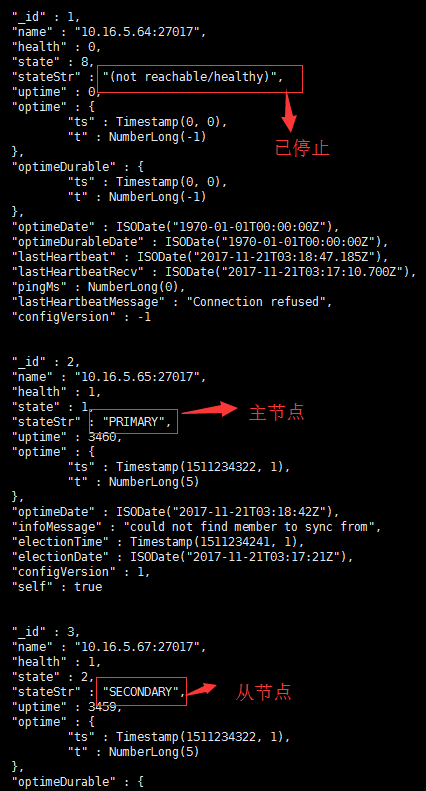 "_id" : 1,
"name" : "10.16.5.64:27017",
"health" : 0,
"state" : 8,
"stateStr" : "(not reachable/healthy)",
"uptime" : 0,
"optime" : {
"ts" : Timestamp(0, 0),
"t" : NumberLong(-1)
},
已停止
"optimeDurable" : {
"ts" : Timestamp(0, 0),
"t" : NumberLong(-1)
},
"optimeDate" : ISODate("1970-01-01T00:00:00Z"),
"optimeDurableDate" : ISODate("1970-01-01T00:00:00Z"),
"lastHeartbeat" : ISODate("2017-11-21T03:18:47.185Z"),
"lastHeartbeatRecv" : ISODate("2017-11-21T03:17:10.700Z"),
"pingMs" : NumberLong(0),
"lastHeartbeatMessage" : "Connection refused",
"configVersion" : -1
"_id" : 2,
"name" : "10.16.5.65:27017",
"health" : 1,
"state" : 1,
"stateStr" : "PRIMARY",
主节点
"uptime" : 3460,
"optime" : {
"ts" : Timestamp(1511234322, 1),
"t" : NumberLong(5)
},
"optimeDate" : ISODate("2017-11-21T03:18:42Z"),
"infoMessage" : "could not find member to sync from",
"electionTime" : Timestamp(1511234241, 1),
"electionDate" : ISODate("2017-11-21T03:17:21Z"),
"configVersion" : 1,
"self" : true
"_id" : 3,
"name" : "10.16.5.67:27017",
"health" : 1,
"state" : 2,
"stateStr" : "SECONDARY",
从节点
"uptime" : 3459,
"optime" : {
"ts" : Timestamp(1511234322, 1),
"t" : NumberLong(5)
},
"optimeDurable" : {